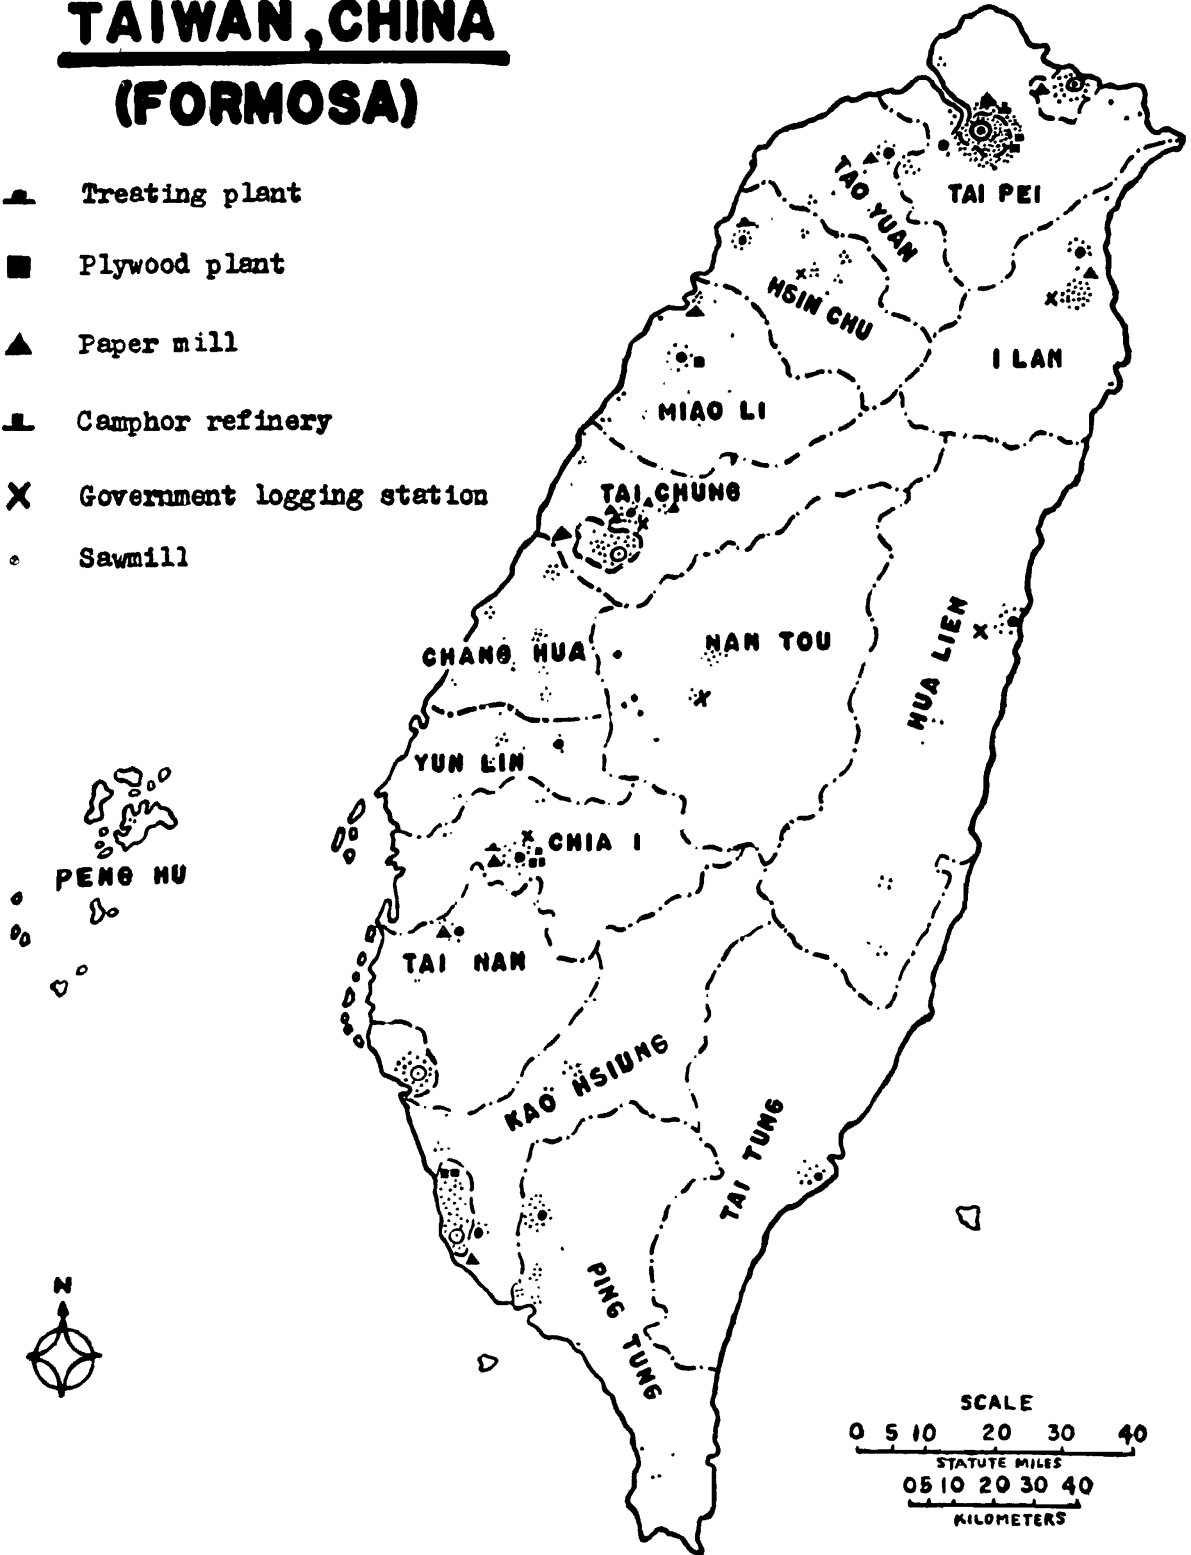 TAIWAN, CHINA
(FORMOSA)
Treating plant
Plywood plant
Paper mill
Camphor refinery
Government logging station
Sawmill
TAI PEI
TAO YUAN
HSIN CHU
I LAN
MIAO LI
TAI CHUNG
NAN TOU
HUA LIEN
CHANG HUA
YUN LIN
PENG HU
CHIA I
TAI NAN
KAO HSIUNG
TAI TUNG
PING TUNG
N
SCALE
0 5 10 20 30 40
STATUTE MILES
0 5 10 20 30 40
KILOMETERS